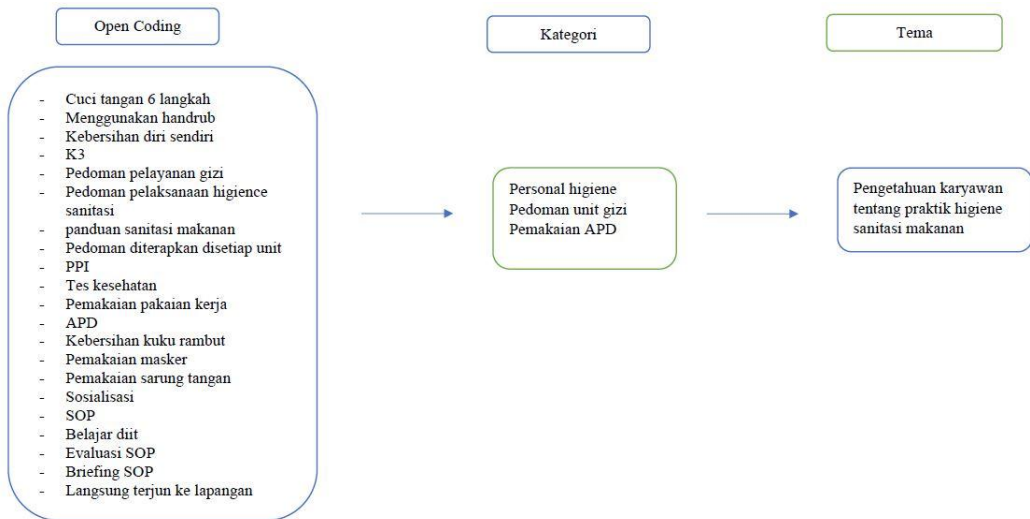 Open Coding
Kategori
Tema
- Cuci tangan 6 langkah
- Menggunakan handrub
- Kebersihan diri sendiri
- K3
- Pedoman pelayanan gizi
- Pedoman pelaksanaan higience
sanitasi
- panduan sanitasi makanan
- Pedoman diterapkan disetiap unit
- PPI
- Tes kesehatan
- Pemakaian pakaian kerja
- APD
- Kebersihan kuku rambut
- Pemakaian masker
- Pemakaian sarung tangan
- Sosialisasi
- SOP
- Belajar diit
- Evaluasi SOP
- Briefing SOP
- Langsung terjun ke lapangan
Personal higiene
Pedoman unit gizi
Pemakaian APD
Pengetahuan karyawan
tentang praktik higiene
sanitasi makanan